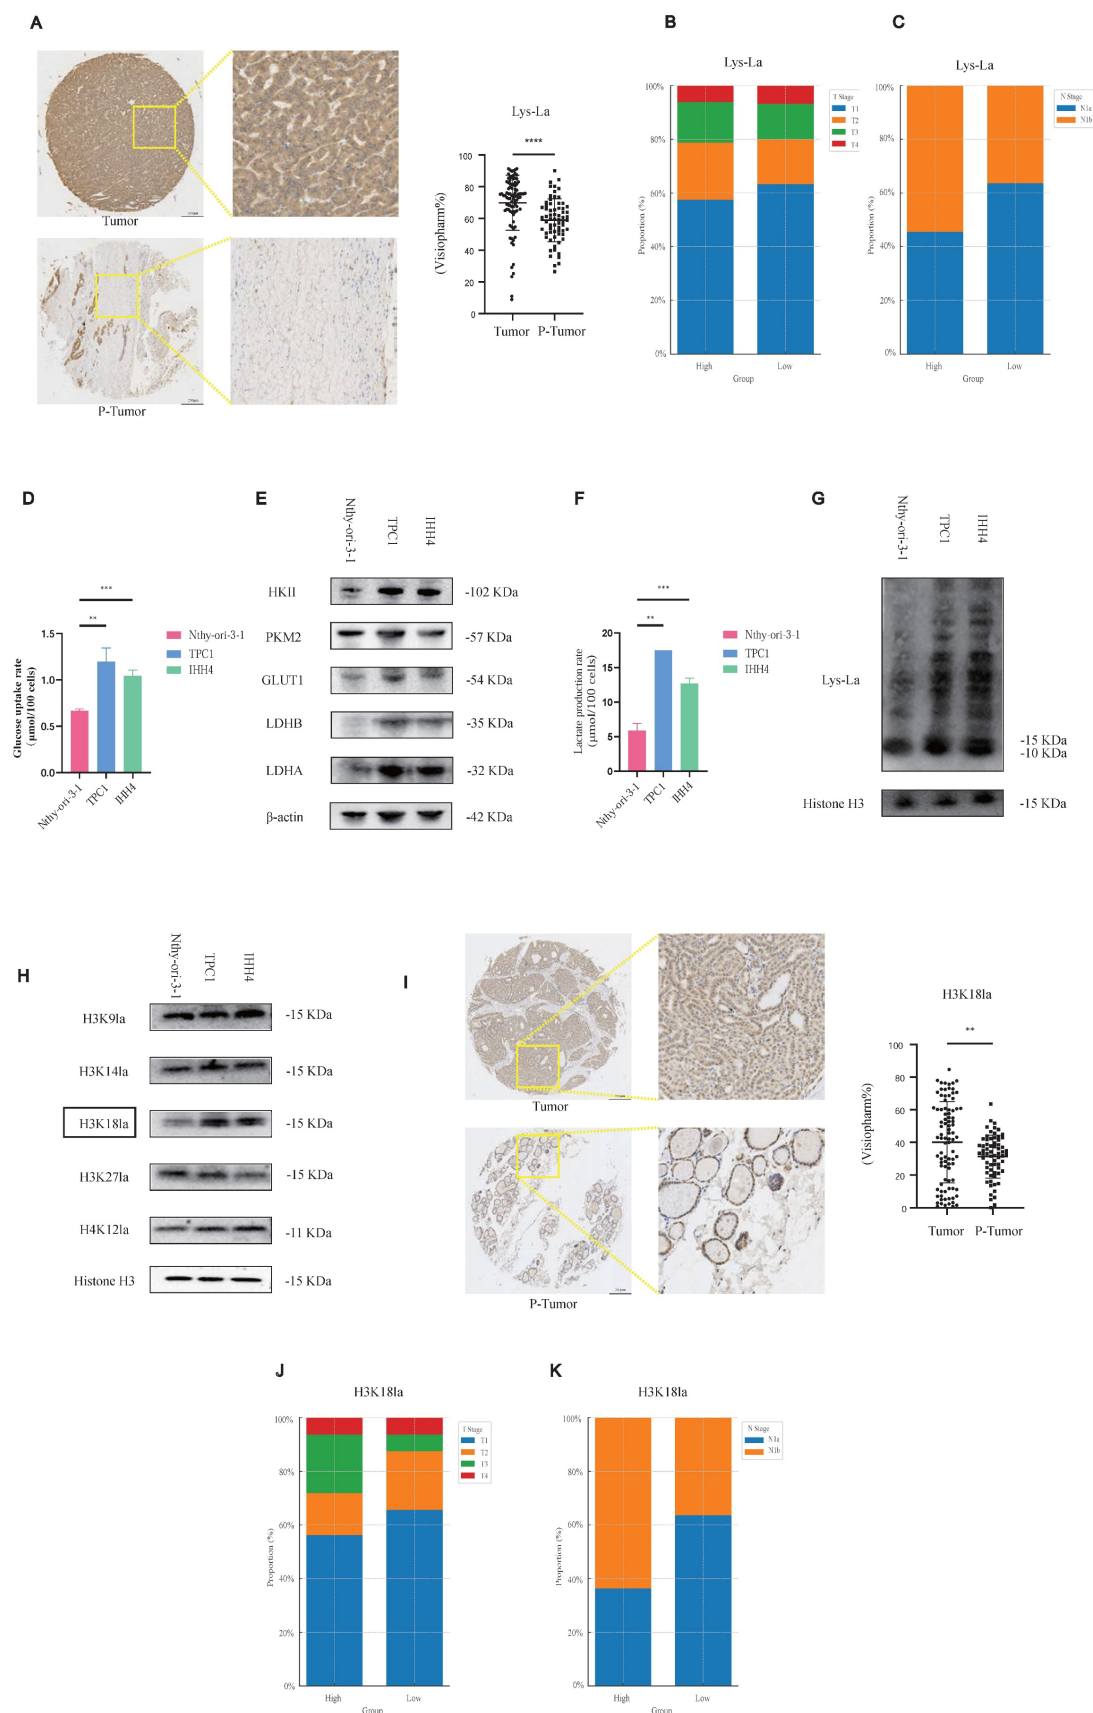 A
Tumor
P-Tumor
Lys-La
****
(Visiopharm%)
100
80
60
40
20
0
Tumor P-Tumor
B
Lys-La
Proportion (%)
100%
80%
60%
40%
20%
0%
High Low
Group
T Stage
T1
T2
T3
T4
C
Lys-La
Proportion (%)
100%
80%
60%
40%
20%
0%
High Low
Group
N Stage
N1a
N1b
D
***
**
Glucose uptake rate
(μmol/100 cells)
1.5
1.0
0.5
0.0
Nthy-ori-3-1
TPC1
IHH4
Nthy-ori-3-1
TPC1
IHH4
E
Nthy-ori-3-1
TPC1
IHH4
HKII -102 KDa
PKM2 -57 KDa
GLUT1 -54 KDa
LDHB -35 KDa
LDHA -32 KDa
β-actin -42 KDa
F
***
**
Lactate production rate
(μmol/100 cells)
20
15
10
5
0
Nthy-ori-3-1
TPC1
IHH4
Nthy-ori-3-1
TPC1
IHH4
G
Nthy-ori-3-1
TPC1
IHH4
Lys-La
-15 KDa
-10 KDa
Histone H3 -15 KDa
H
Nthy-ori-3-1
TPC1
IHH4
H3K9la -15 KDa
H3K14la -15 KDa
H3K18la -15 KDa
H3K27la -15 KDa
H4K12la -11 KDa
Histone H3 -15 KDa
I
Tumor
P-Tumor
H3K18la
**
(Visiopharm%)
100
80
60
40
20
0
Tumor P-Tumor
J
H3K18la
Proportion (%)
100%
80%
60%
40%
20%
0%
High Low
Group
T Stage
T1
T2
T3
T4
K
H3K18la
Proportion (%)
100%
80%
60%
40%
20%
0%
High Low
Group
N Stage
N1a
N1b